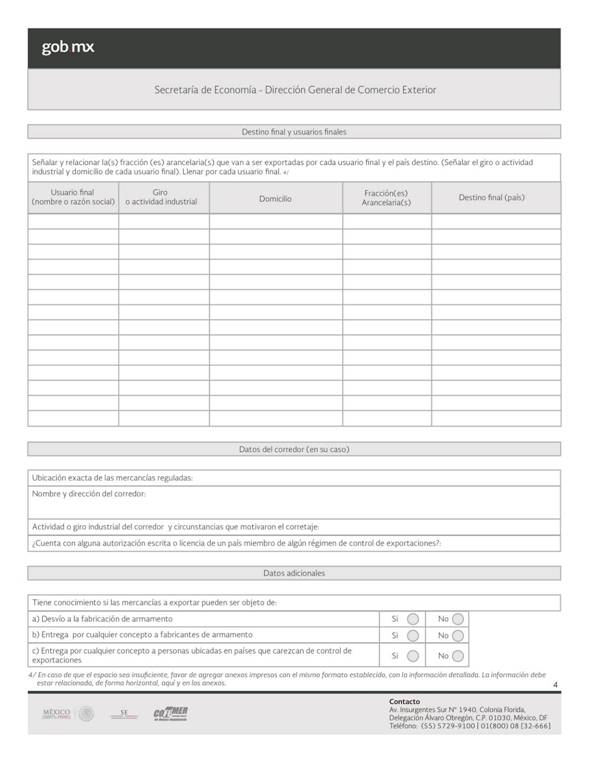 gob.mx
Secretaría de Economía - Dirección General de Comercio Exterior
Destino final y usuarios finales
Señalar y relacionar la(s) fracción (es) arancelaria(s) que van a ser exportadas por cada usuario final y el país destino. (Señalar el giro o actividad
industrial y domicilio de cada usuario final). Llenar por cada usuario final. 4/
Usuario final
(nombre o razón social)
Giro
o actividad industrial
Domicilio
Fracción(es)
Arancelaria(s)
Destino final (país)
Datos del corredor (en su caso)
Ubicación exacta de las mercancías reguladas:
Nombre y dirección del corredor:
Actividad o giro industrial del corredor y circunstancias que motivaron el corretaje:
¿Cuenta con alguna autorización escrita o licencia de un país miembro de algún régimen de control de exportaciones?:
Datos adicionales
Tiene conocimiento si las mercancías a exportar pueden ser objeto de:
a) Desvío a la fabricación de armamento
Si No
b) Entrega por cualquier concepto a fabricantes de armamento
Si No
c) Entrega por cualquier concepto a personas ubicadas en países que carezcan de control de
exportaciones
Si No
4/ En caso de que el espacio sea insuficiente, favor de agregar anexos impresos con el mismo formato establecido, con la información detallada. La información debe
estar relacionada, de forma horizontal, aquí y en los anexos.
4
MÉXICO
SE
Contacto
Av. Insurgentes Sur N° 1940, Colonia Florida,
Delegación Álvaro Obregón, C.P. 01030, México, DF
Teléfono: (55) 5729-9100 | 01(800) 08 [32-666]